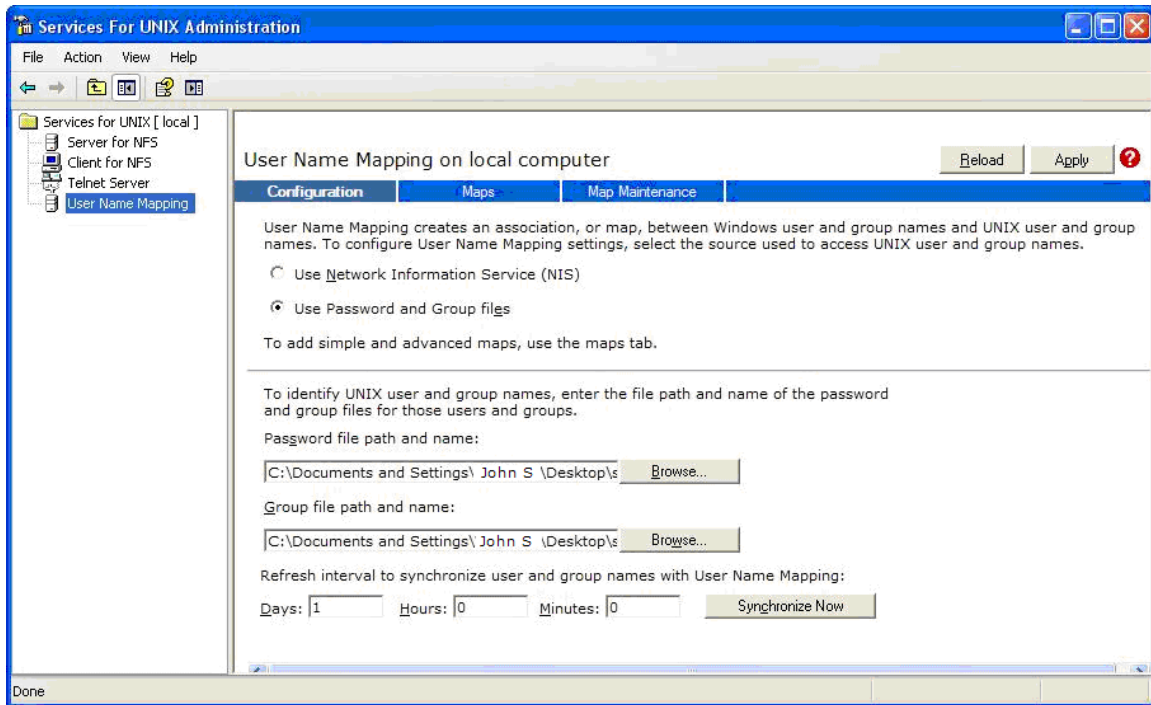 Services For UNIX Administration
File Action View Help
Services for UNIX [ local ]
Server for NFS
Client for NFS
Telnet Server
User Name Mapping
User Name Mapping on local computer
Reload
Apply
Configuration
Maps
Map Maintenance
User Name Mapping creates an association, or map, between Windows user and group names and UNIX user and group
names. To configure User Name Mapping settings, select the source used to access UNIX user and group names.
Use Network Information Service (NIS)
Use Password and Group files
To add simple and advanced maps, use the maps tab.
To identify UNIX user and group names, enter the file path and name of the password
and group files for those users and groups.
Password file path and name:
C:\Documents and Settings\ John S \Desktop\s Browse...
Group file path and name:
C:\Documents and Settings\ John S \Desktop\s Browse...
Refresh interval to synchronize user and group names with User Name Mapping:
Days: 1 Hours: 0 Minutes: 0 Synchronize Now
Done